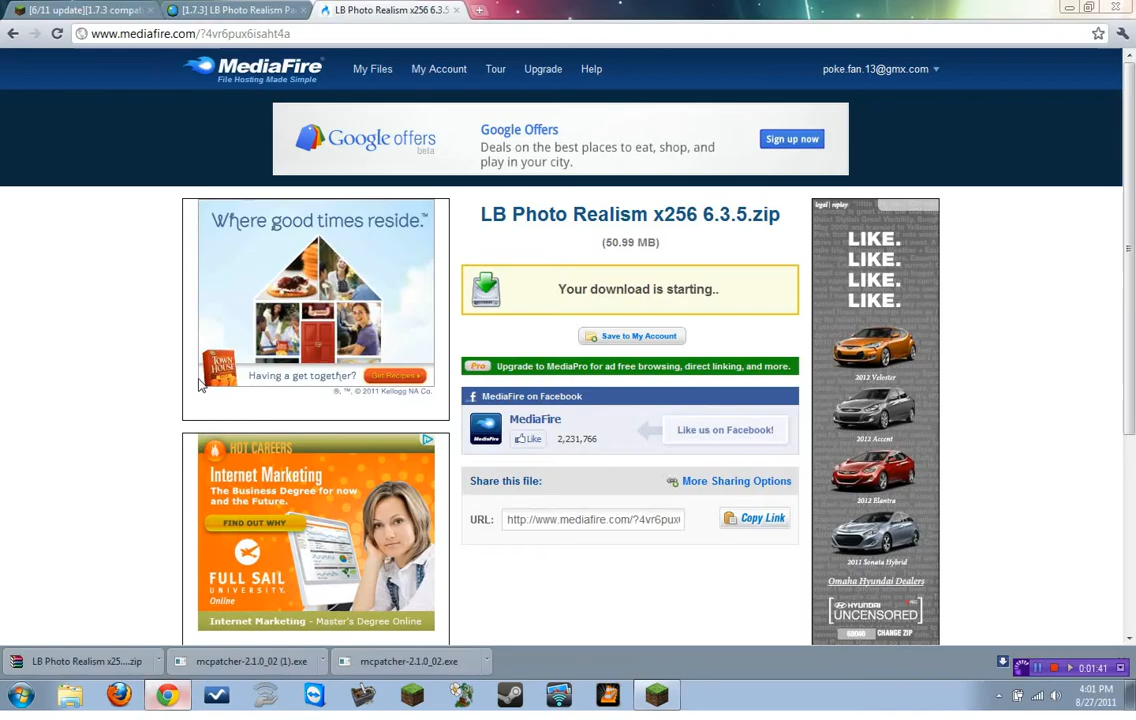 [6/11 update][1.7.3 compat
[1.7.3] LB Photo Realism Pa
LB Photo Realism x256 6.3.5
www.mediafire.com/?4vr6pux6isaht4a
MediaFire
File Hosting Made Simple
My Files
My Account
Tour
Upgrade
Help
poke.fan.13@gmx.com
Google offers
beta
Google Offers
Deals on the best places to eat, shop, and
play in your city.
Sign up now
Where good times reside.™
TOWN HOUSE
Having a get together?
Get Recipes
®, ™, © 2011 Kellogg NA Co.
LB Photo Realism x256 6.3.5.zip
(50.99 MB)
Your download is starting..
Save to My Account
Pro Upgrade to MediaPro for ad free browsing, direct linking, and more.
MediaFire on Facebook
MediaFire
MediaFire
Like
2,231,766
Like us on Facebook!
Share this file:
More Sharing Options
URL:
http://www.mediafire.com/?4vr6pux
Copy Link
legal | replay
LIKE.
LIKE.
LIKE.
LIKE.
2012 Veloster
2012 Accent
2012 Elantra
2011 Sonata Hybrid
Omaha Hyundai Dealers
HYUNDAI
UNCENSORED
68046
CHANGE ZIP
HOT CAREERS
Internet Marketing
The Business Degree for now
and the Future.
FIND OUT WHY
FULL SAIL
UNIVERSITY.
Online
Internet Marketing - Master's Degree Online
LB Photo Realism x25....zip
mcpatcher-2.1.0_02 (1).exe
mcpatcher-2.1.0_02.exe
0:01:41
4:01 PM
8/27/2011